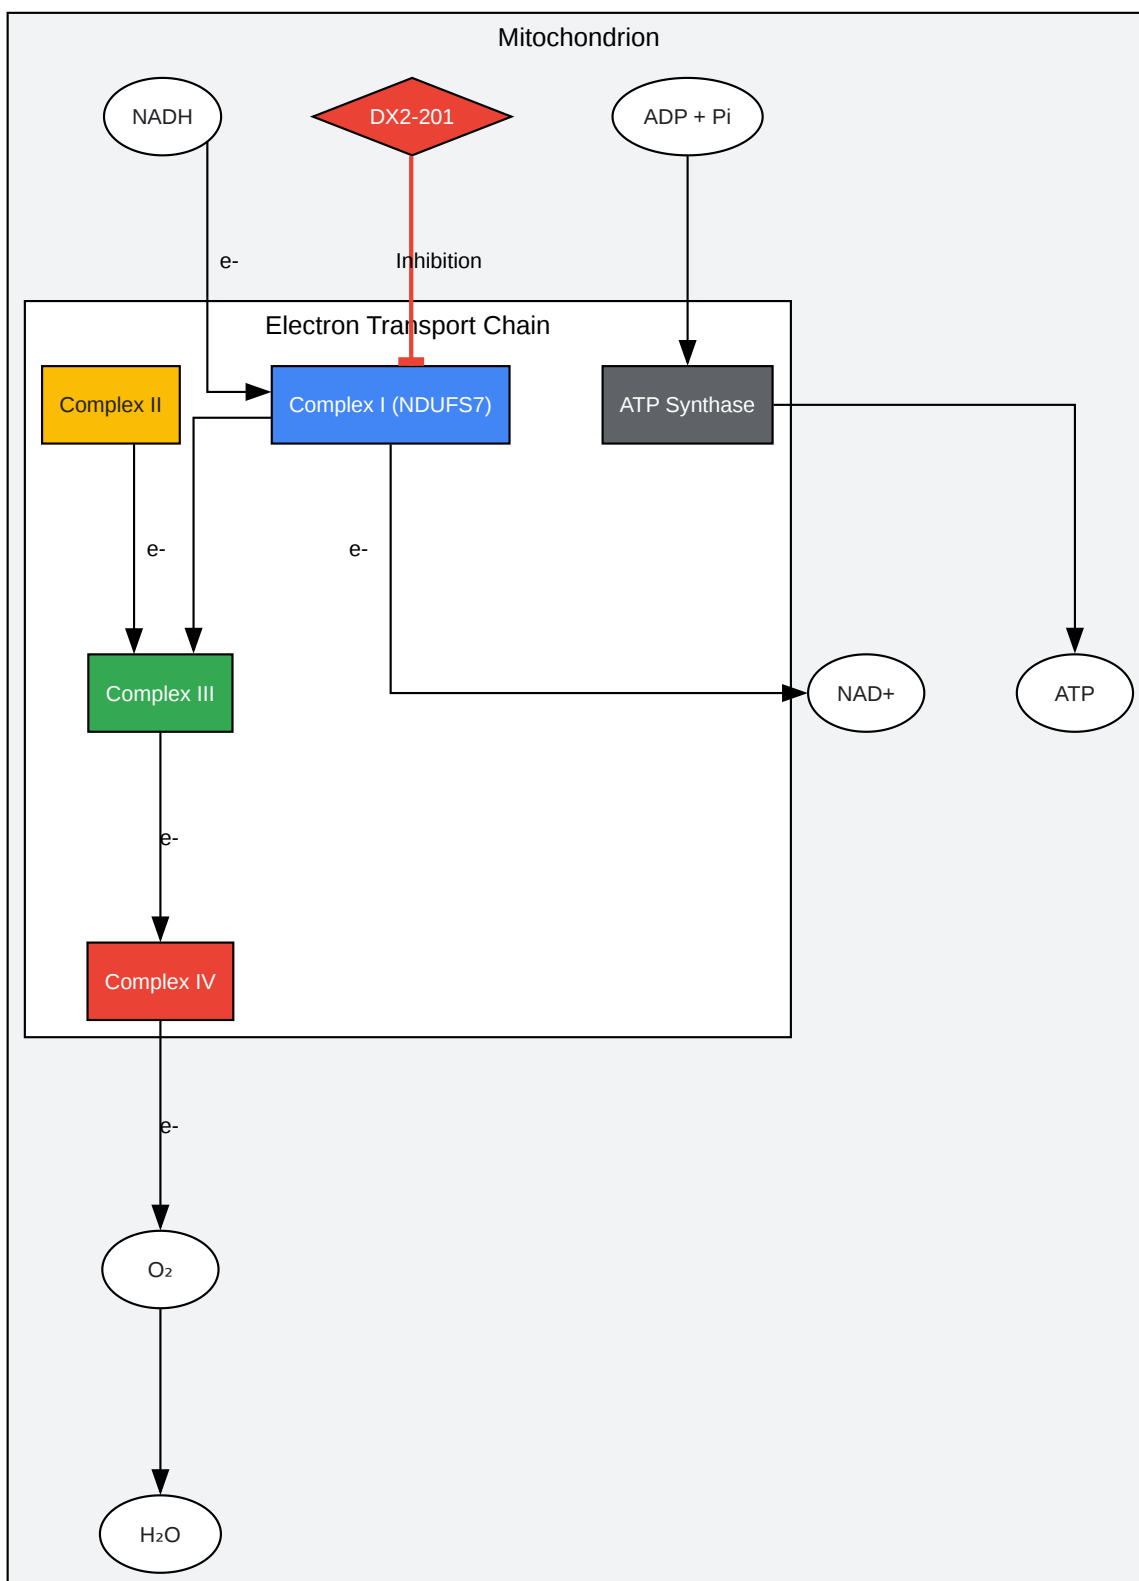 Mitochondrion
NADH
DX2-201
ADP + Pi
e-
Inhibition
Electron Transport Chain
Complex II
Complex I (NDUFS7)
ATP Synthase
e-
e-
Complex III
NAD+
ATP
e-
Complex IV
e-
O₂
H₂O